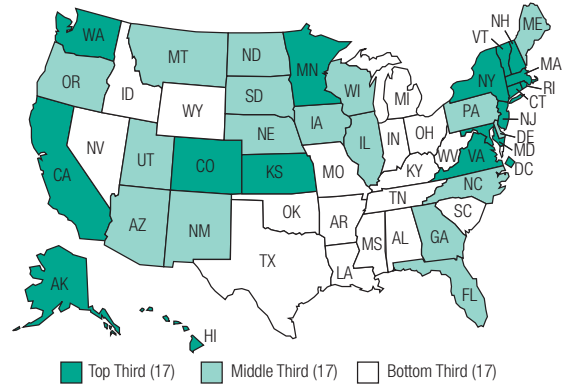 WA
MT
ND
MN
VT
NH
ME
OR
ID
WY
SD
WI
MI
NY
MA
RI
CT
NV
UT
CO
NE
IA
IL
IN
OH
PA
NJ
DE
MD
DC
CA
KS
MO
KY
WV
VA
AZ
NM
OK
AR
TN
NC
SC
TX
LA
MS
AL
GA
FL
AK
HI
Top Third (17)
Middle Third (17)
Bottom Third (17)